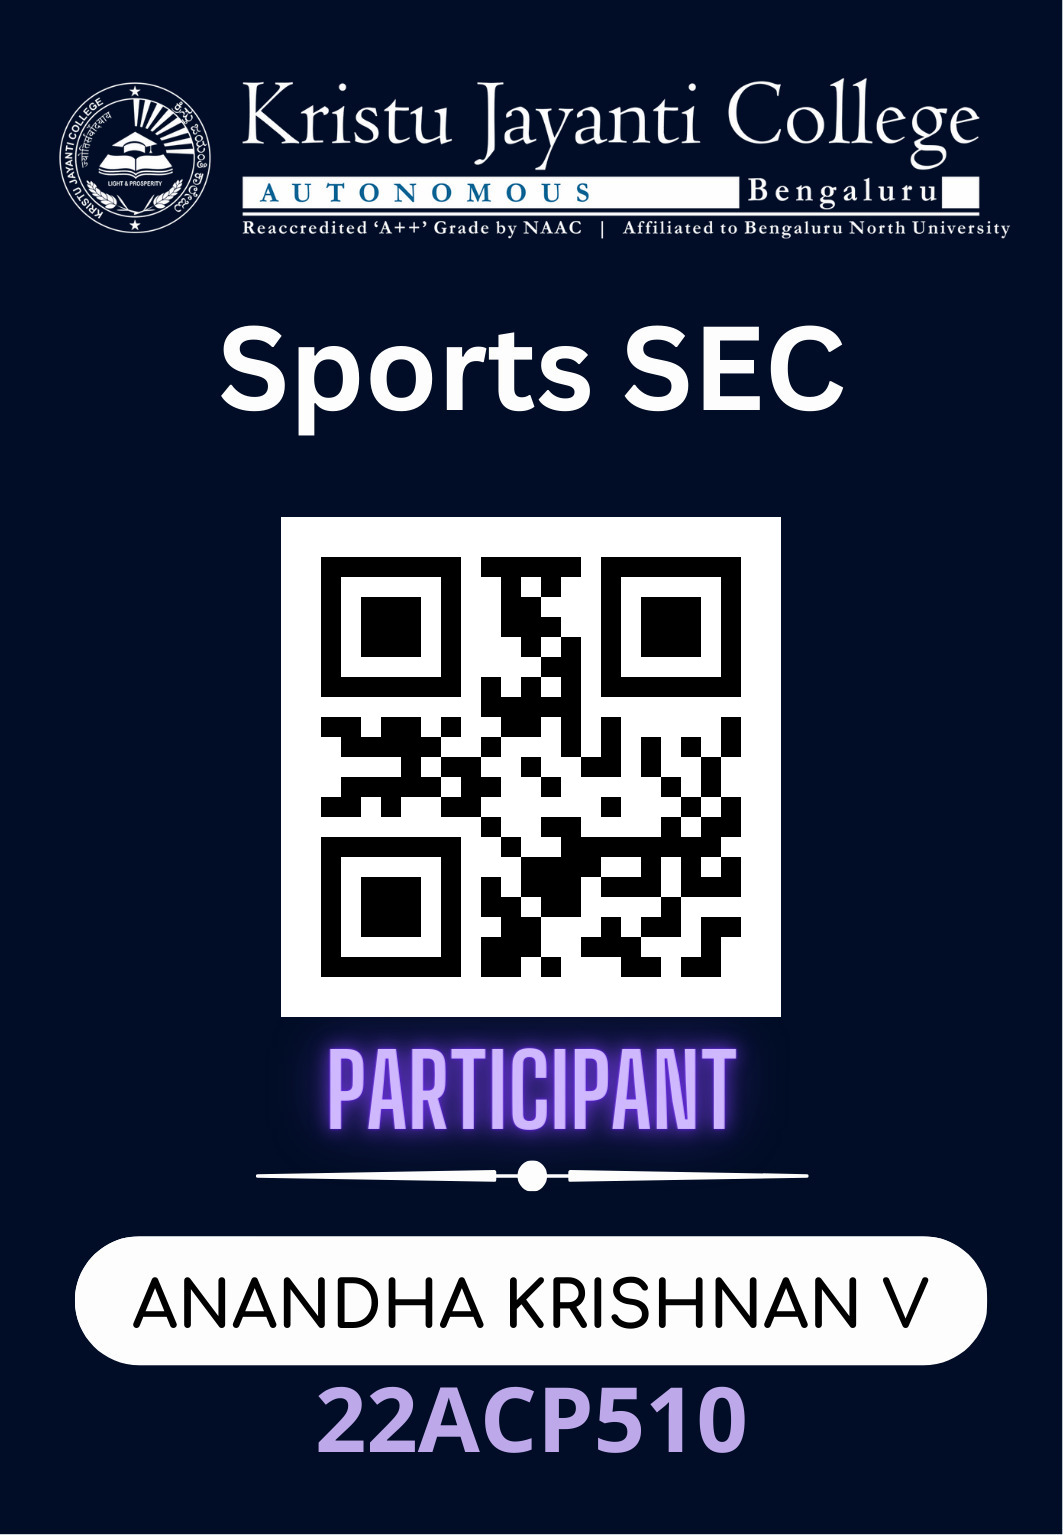 KRISTU JAYANTI COLLEGE
ಕ್ರಿಸ್ತು ಜಯಂತಿ ಕಾಲೇಜು
LIGHT & PROSPERITY
Kristu Jayanti College
AUTONOMOUS Bengaluru
Reaccredited ‘A++’ Grade by NAAC | Affiliated to Bengaluru North University
Sports SEC
PARTICIPANT
ANANDHA KRISHNAN V
22ACP510